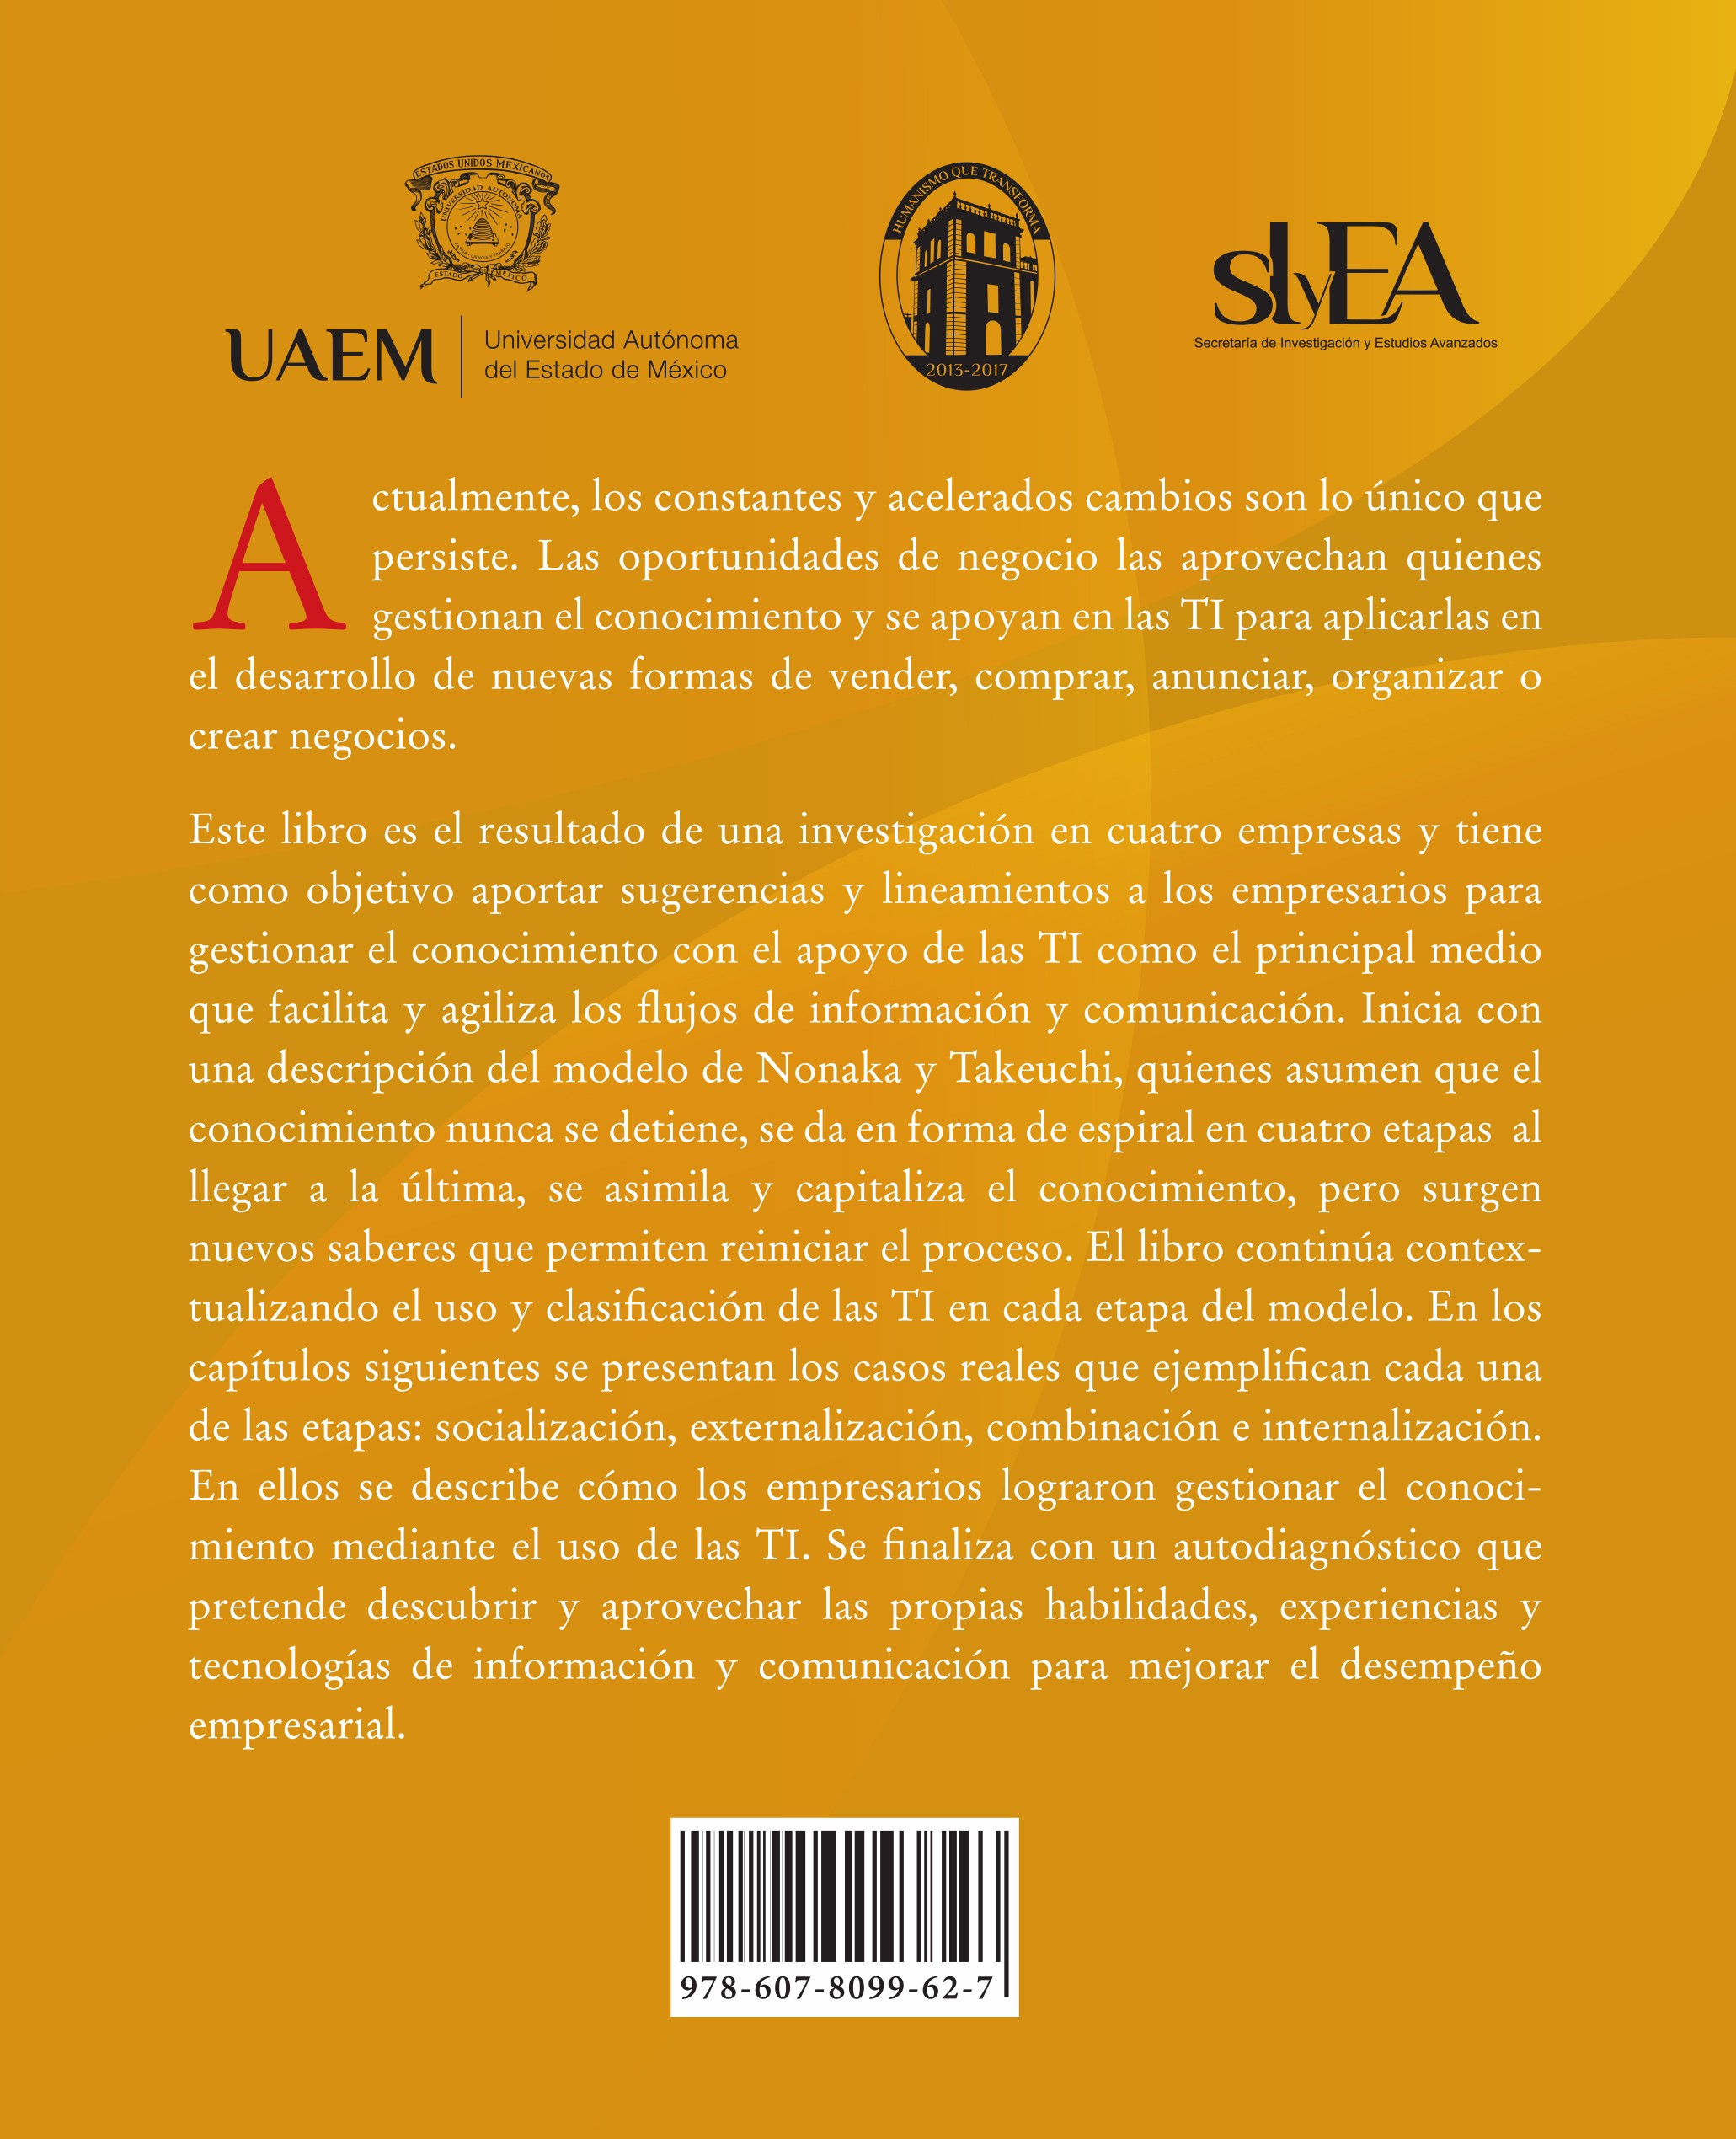 ESTADOS UNIDOS MEXICANOS
UNIVERSIDAD AUTÓNOMA
PATRIA · CIENCIA Y TRABAJO
ESTADO MÉXICO
UAEM
Universidad Autónoma
del Estado de México
HUMANISMO QUE TRANSFORMA
2013-2017
SIyEA
Secretaría de Investigación y Estudios Avanzados
Actualmente, los constantes y acelerados cambios son lo único que
persiste. Las oportunidades de negocio las aprovechan quienes
gestionan el conocimiento y se apoyan en las TI para aplicarlas en
el desarrollo de nuevas formas de vender, comprar, anunciar, organizar o
crear negocios.
Este libro es el resultado de una investigación en cuatro empresas y tiene
como objetivo aportar sugerencias y lineamientos a los empresarios para
gestionar el conocimiento con el apoyo de las TI como el principal medio
que facilita y agiliza los flujos de información y comunicación. Inicia con
una descripción del modelo de Nonaka y Takeuchi, quienes asumen que el
conocimiento nunca se detiene, se da en forma de espiral en cuatro etapas al
llegar a la última, se asimila y capitaliza el conocimiento, pero surgen
nuevos saberes que permiten reiniciar el proceso. El libro continúa contex-
tualizando el uso y clasificación de las TI en cada etapa del modelo. En los
capítulos siguientes se presentan los casos reales que ejemplifican cada una
de las etapas: socialización, externalización, combinación e internalización.
En ellos se describe cómo los empresarios lograron gestionar el conoci-
miento mediante el uso de las TI. Se finaliza con un autodiagnóstico que
pretende descubrir y aprovechar las propias habilidades, experiencias y
tecnologías de información y comunicación para mejorar el desempeño
empresarial.
978-607-8099-62-7